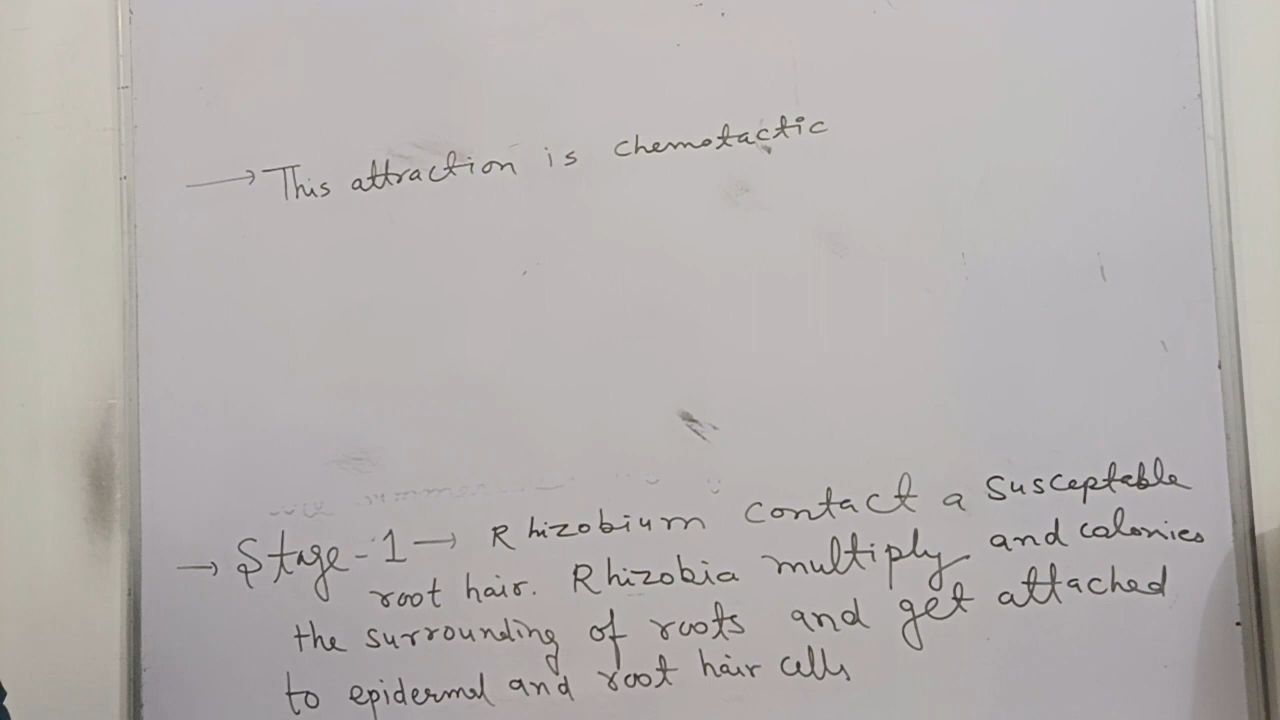 → This attraction is chemotactic
→ Stage-1 → Rhizobium contact a susceptable
root hair. Rhizobia multiply and colonies
the surrounding of roots and get attached
to epidermal and root hair cells